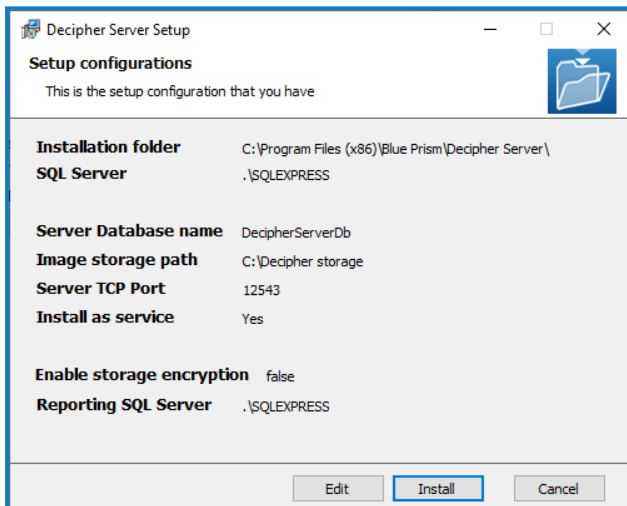 Decipher Server Setup
Setup configurations
This is the setup configuration that you have
Installation folder C:\Program Files (x86)\Blue Prism\Decipher Server\
SQL Server .\SQLEXPRESS
Server Database name DecipherServerDb
Image storage path C:\Decipher storage
Server TCP Port 12543
Install as service Yes
Enable storage encryption false
Reporting SQL Server .\SQLEXPRESS
Edit Install Cancel